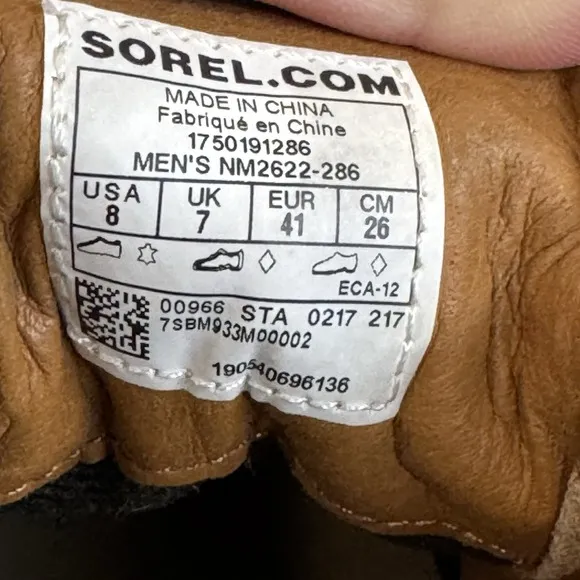 SOREL.COM
MADE IN CHINA
Fabriqué en Chine
1750191286
MEN'S NM2622-286
USA UK EUR CM
8 7 41 26
ECA-12
00966 STA 0217 217
7SBM933M00002
190540696136